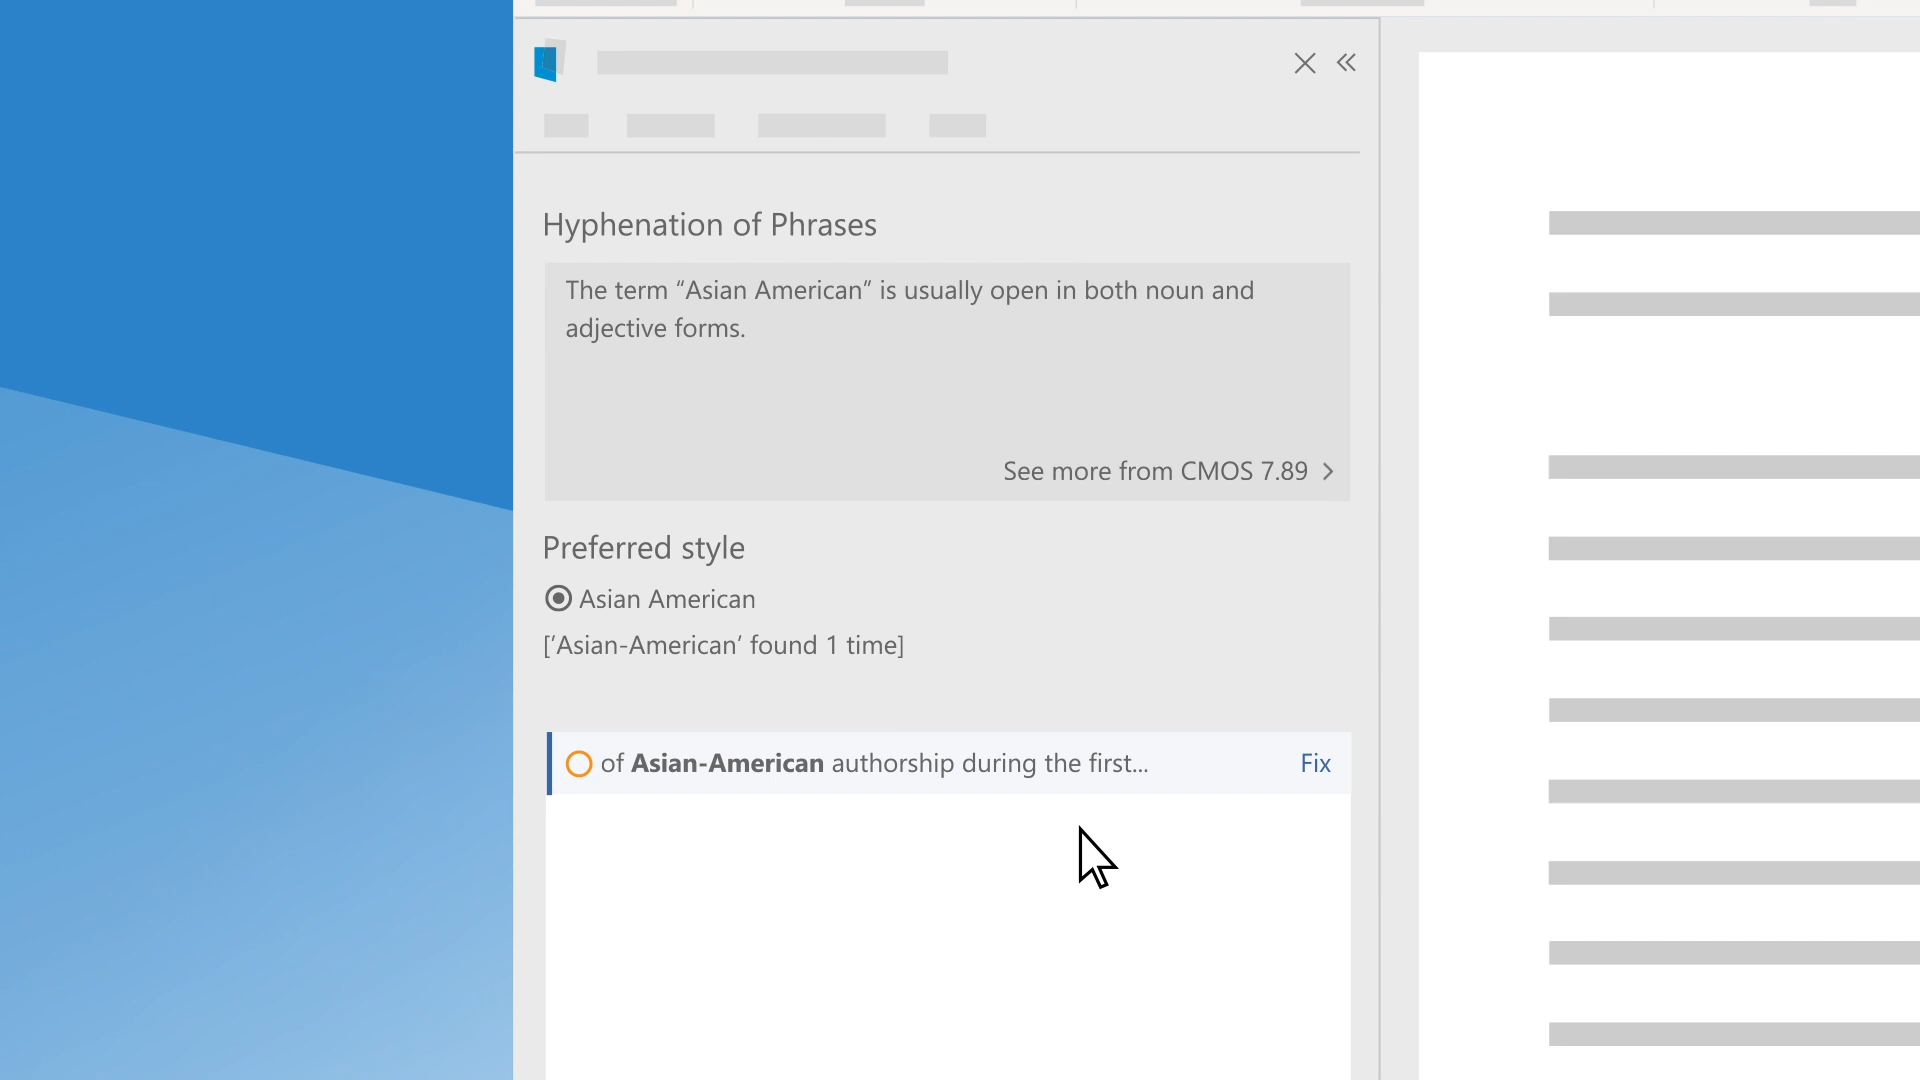 Hyphenation of Phrases
The term “Asian American” is usually open in both noun and
adjective forms.
See more from CMOS 7.89
Preferred style
Asian American
[‘Asian-American’ found 1 time]
of Asian-American authorship during the first...
Fix